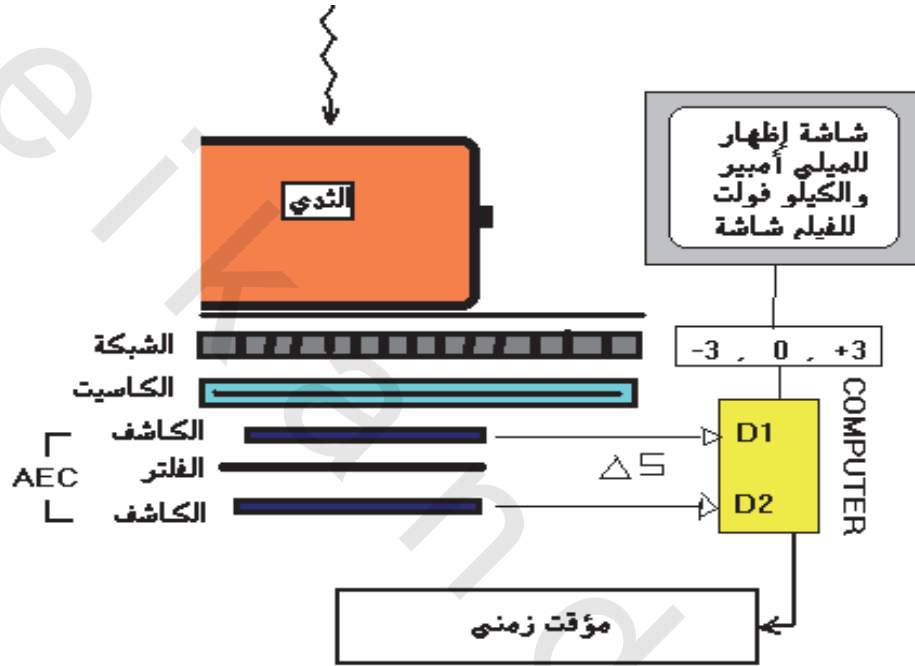 شاشة إظهار
للميلي أمبير
والكيلو فولت
للفيلم شاشة
الثدي
الشبكة
-3 , 0 , +3
الكاسيت
COMPUTER
الكاشف
D1
AEC
الفلتر
△S
الكاشف
D2
مؤقت زمني